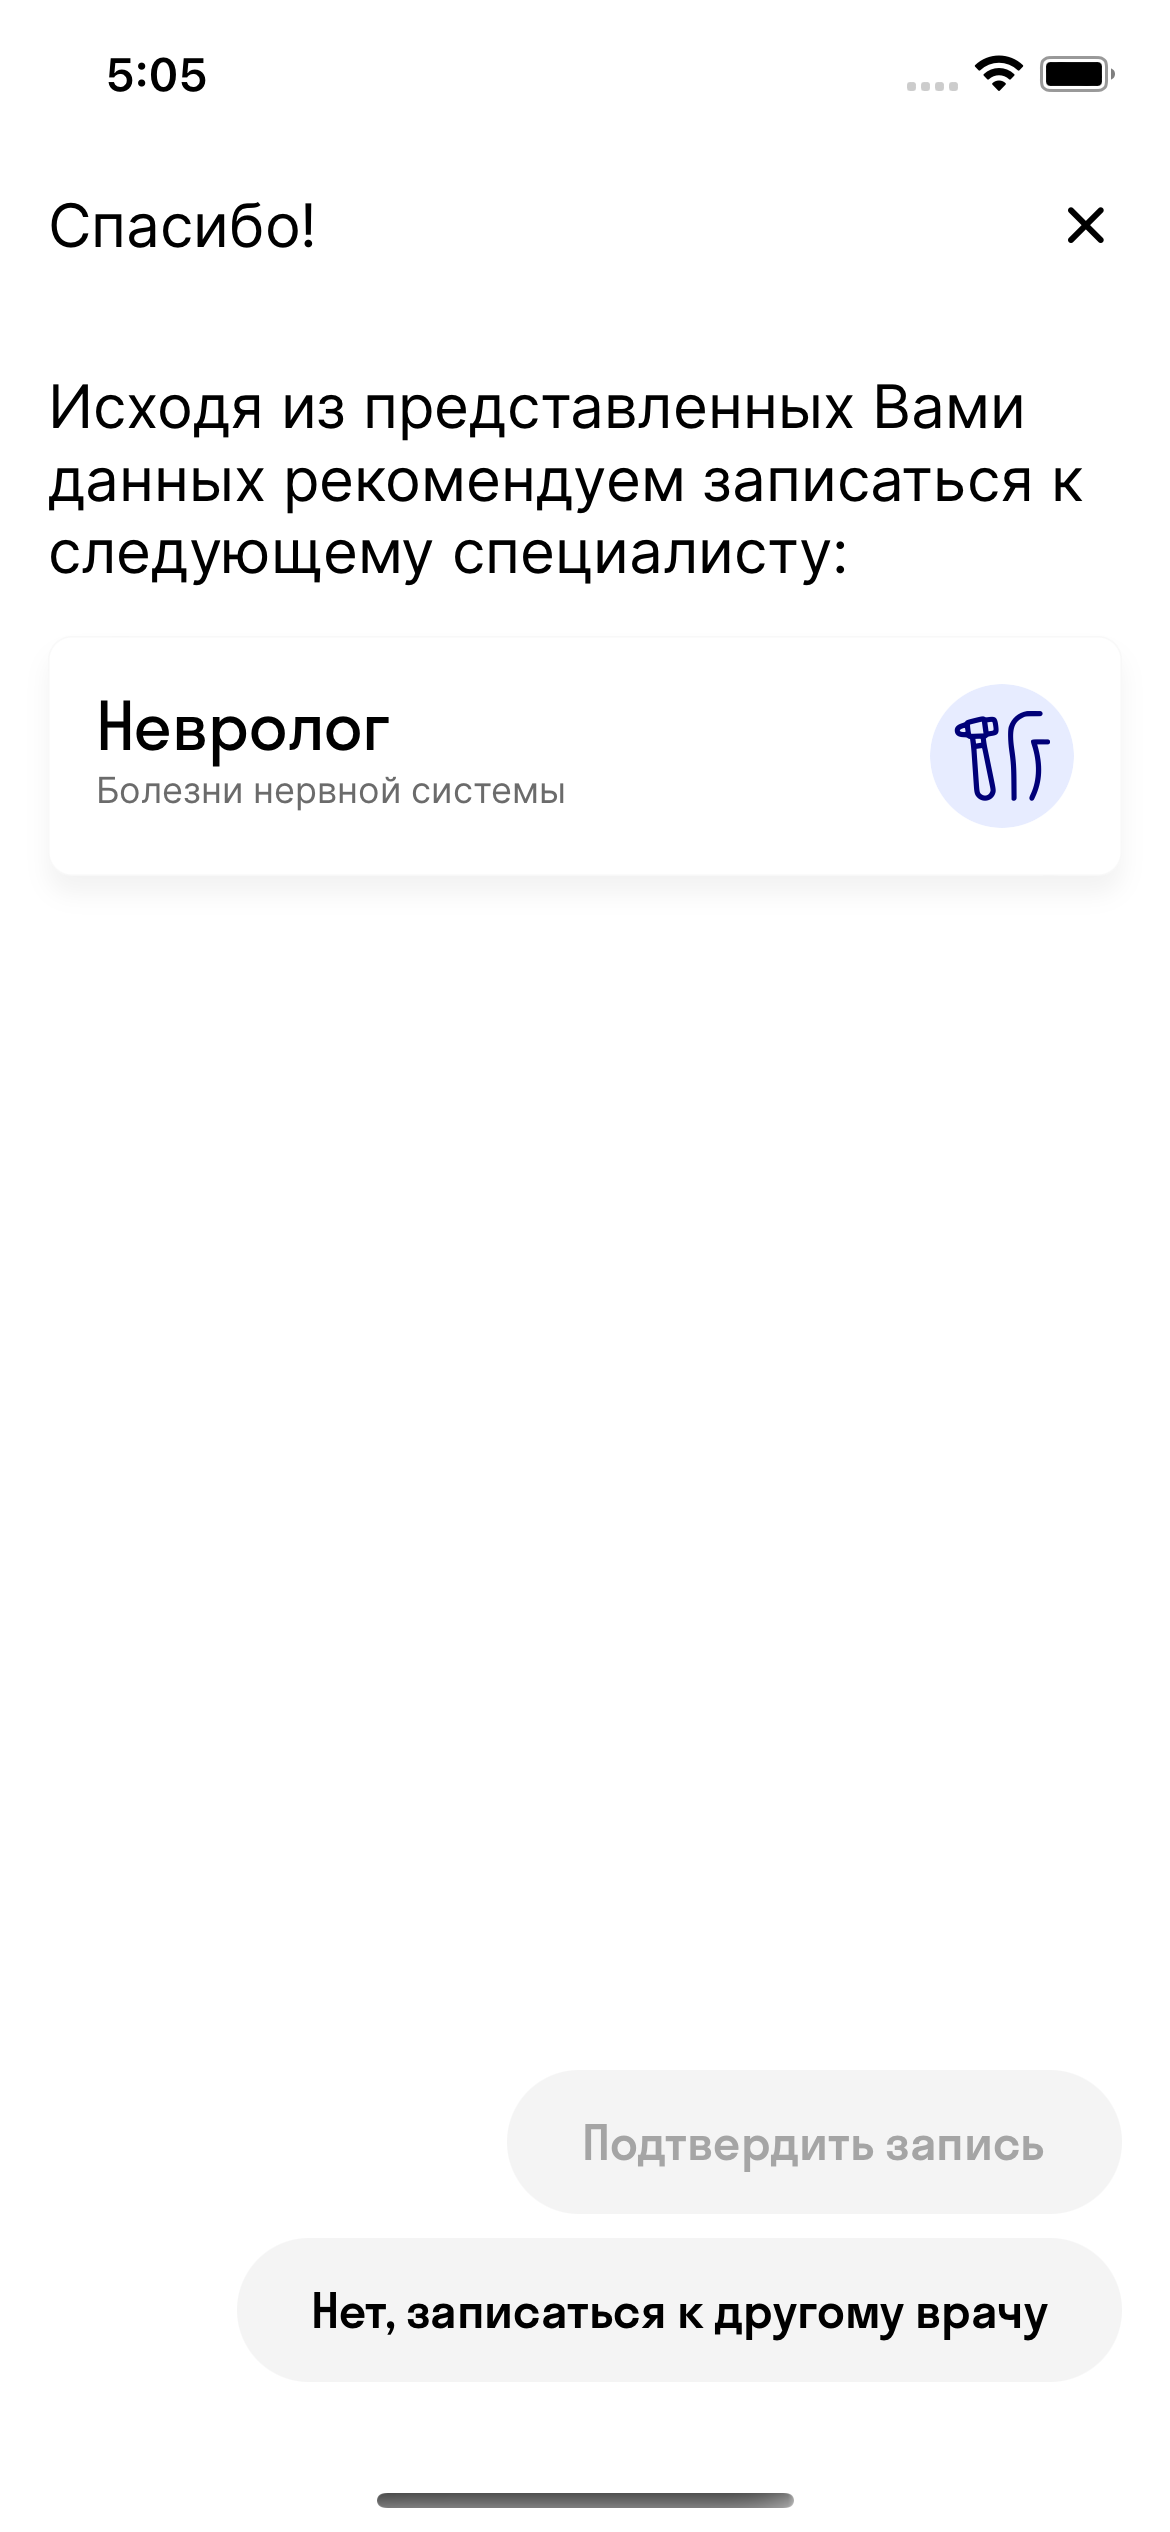 5:05
Спасибо!
Исходя из представленных Вами
данных рекомендуем записаться к
следующему специалисту:
Невролог
Болезни нервной системы
Подтвердить запись
Нет, записаться к другому врачу